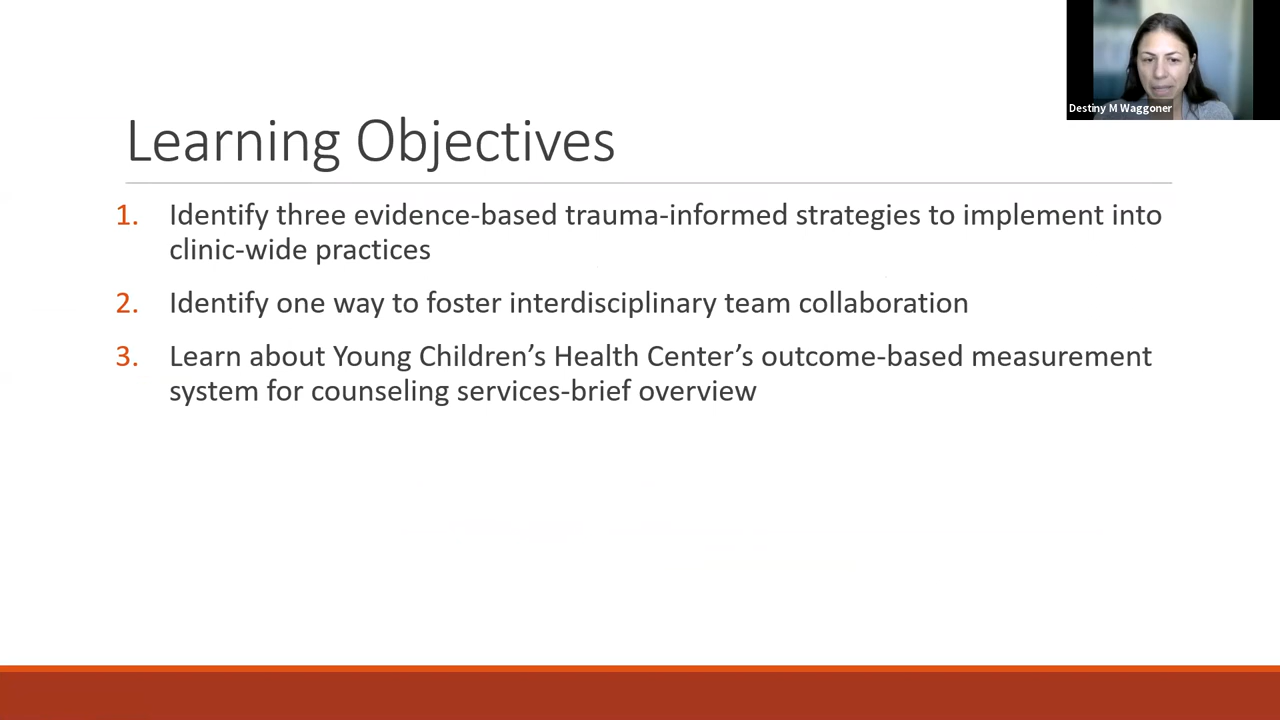 Destiny M Waggoner
Learning Objectives
1. Identify three evidence-based trauma-informed strategies to implement into
clinic-wide practices
2. Identify one way to foster interdisciplinary team collaboration
3. Learn about Young Children’s Health Center’s outcome-based measurement
system for counseling services-brief overview